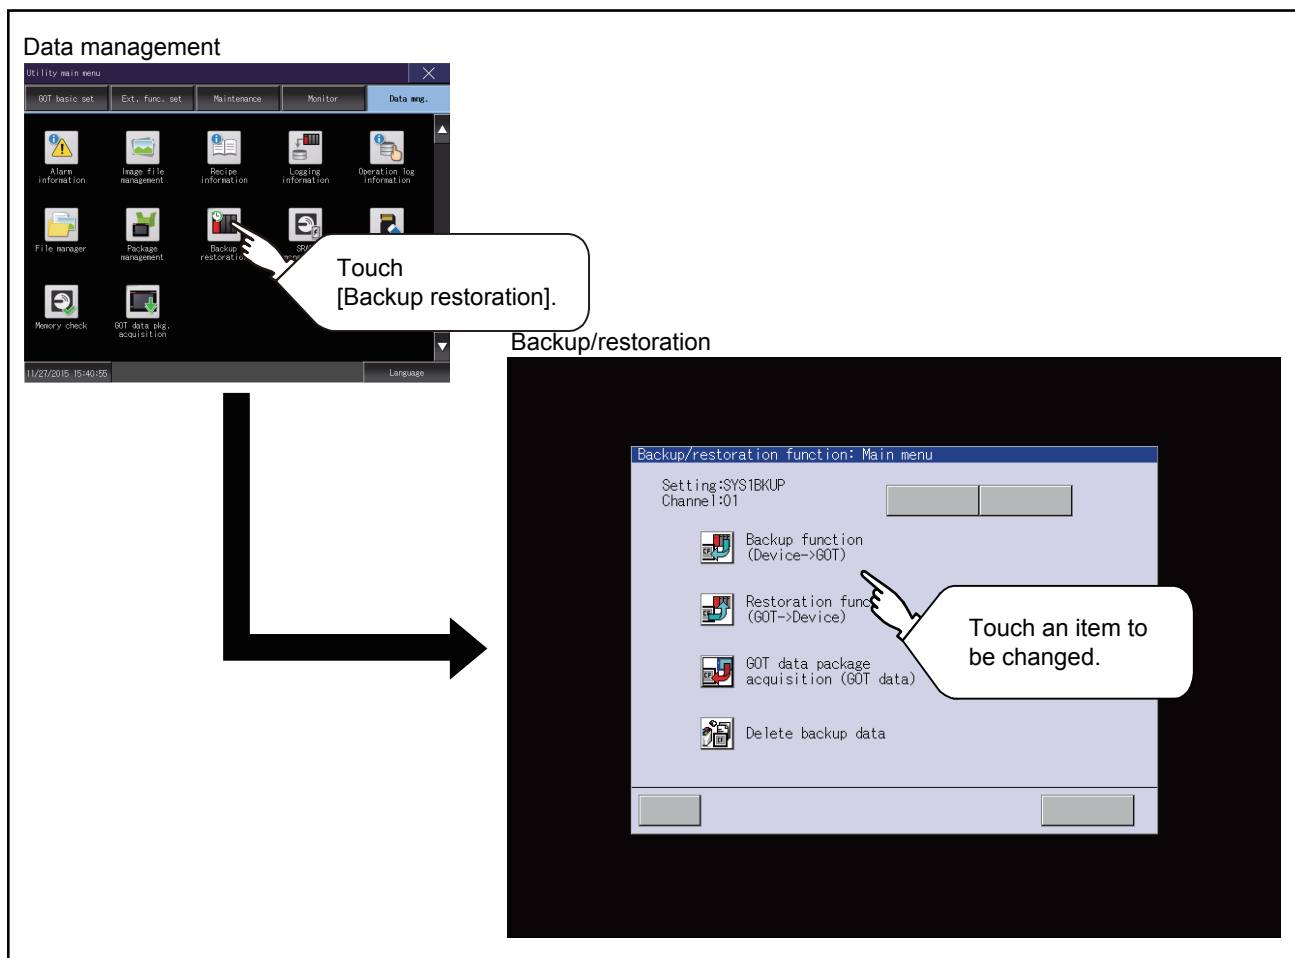 Data management
Utility main menu
GOT basic set
Ext. func. set
Maintenance
Monitor
Data mng.
Alarm
information
Image file
management
Recipe
information
Logging
information
Operation log
information
File manager
Package
management
Backup
restoration
Memory check
GOT data pkg.
acquisition
11/27/2015 15:40:55
Language
Touch
[Backup restoration].
Backup/restoration
Backup/restoration function: Main menu
Setting:SYS1BKUP
Channel:01
Backup function
(Device->GOT)
Restoration func
(GOT->Device)
GOT data package
acquisition (GOT data)
Delete backup data
Touch an item to
be changed.